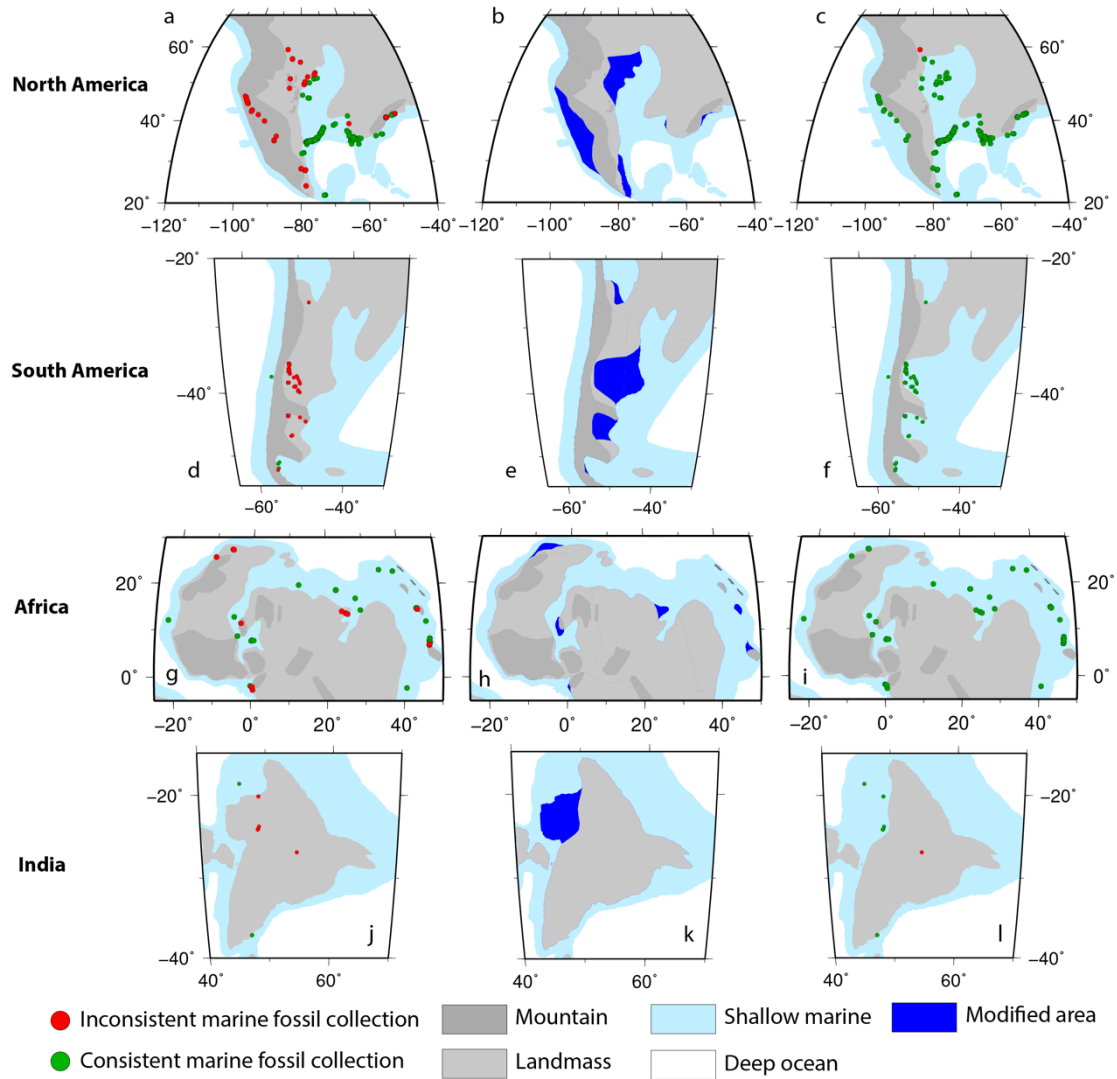 a
b
c
60°
60°
North America
40°
40°
20°
20°
−120
−100
−80
−60
−40
−120
−100
−80
−60
−40
−120
−100
−80
−60
−40
−20°
−20°
South America
−40°
−40°
d
e
f
−60°
−40°
−60°
−40°
−60°
−40°
Africa
20°
20°
0°
0°
g
h
i
−20
0°
20°
40°
−20
0°
20°
40°
−20
0°
20°
40°
−20°
−20°
India
j
k
l
−40°
−40°
40°
60°
40°
60°
40°
60°
Inconsistent marine fossil collection
Mountain
Shallow marine
Modified area
Consistent marine fossil collection
Landmass
Deep ocean